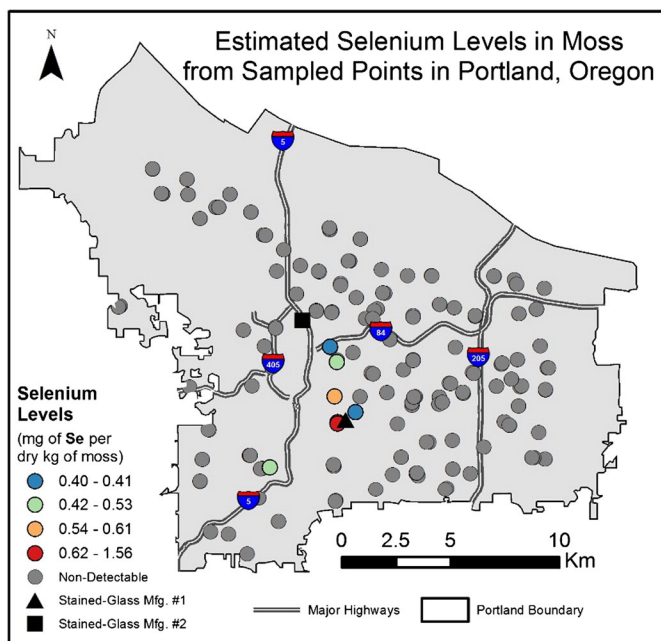 N
Estimated Selenium Levels in Moss
from Sampled Points in Portland, Oregon
5
84
405
205
5
Selenium
Levels
(mg of Se per
dry kg of moss)
0.40 - 0.41
0.42 - 0.53
0.54 - 0.61
0.62 - 1.56
Non-Detectable
Stained-Glass Mfg. #1
Stained-Glass Mfg. #2
0 2.5 5 10
Km
Major Highways
Portland Boundary